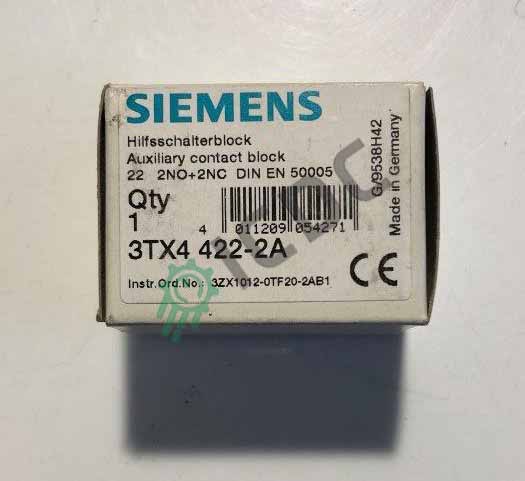 SIEMENS
Hilfsschalterblock
Auxiliary contact block
22 2NO+2NC DIN EN 50005
Qty
1
4 011209 054271
3TX4 422-2A
Instr.Ord.No.: 3ZX1012-0TF20-2AB1
CE
G/9538H42
Made in Germany
ICDC